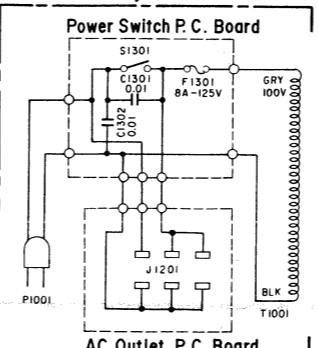 Power Switch P. C. Board
S1301
C1301
0.01
F1301
8A-125V
GRY
100V
C1302
0.01
J1201
P1001
BLK
T1001
AC Outlet P.C. Board